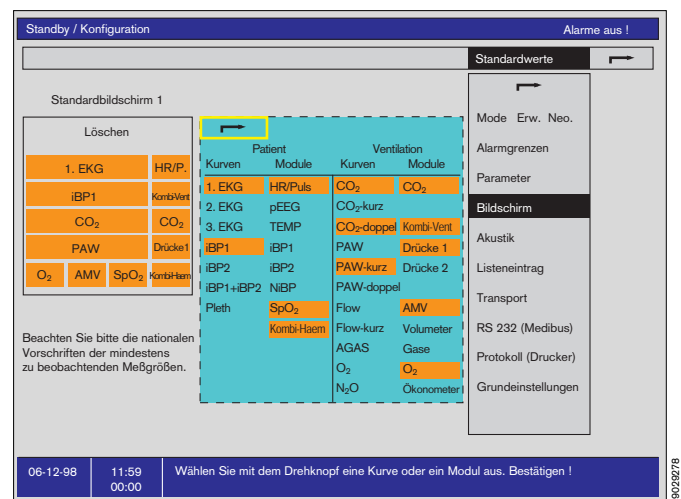 Standby / Konfiguration
Alarme aus !
Standardwerte
Standardbildschirm 1
Löschen
1. EKG HR/P.
iBP1 Kombi-Vent
CO₂ CO₂
PAW Drücke1
O₂ AMV SpO₂ Kombi-Haem
Beachten Sie bitte die nationalen
Vorschriften der mindestens
zu beobachtenden Meßgrößen.
Patient Ventilation
Kurven Module Kurven Module
1. EKG HR/Puls CO₂ CO₂
2. EKG pEEG CO₂-kurz
3. EKG TEMP CO₂-doppel Kombi-Vent
iBP1 iBP1 PAW Drücke 1
iBP2 iBP2 PAW-kurz Drücke 2
iBP1+iBP2 NiBP PAW-doppel
Pleth SpO₂ Flow AMV
Kombi-Haem Flow-kurz Volumeter
AGAS Gase
O₂ O₂
N₂O Ökonometer
Mode Erw. Neo.
Alarmgrenzen
Parameter
Bildschirm
Akustik
Listeneintrag
Transport
RS 232 (Medibus)
Protokoll (Drucker)
Grundeinstellungen
06-12-98
11:59
00:00
Wählen Sie mit dem Drehknopf eine Kurve oder ein Modul aus. Bestätigen !
9029278